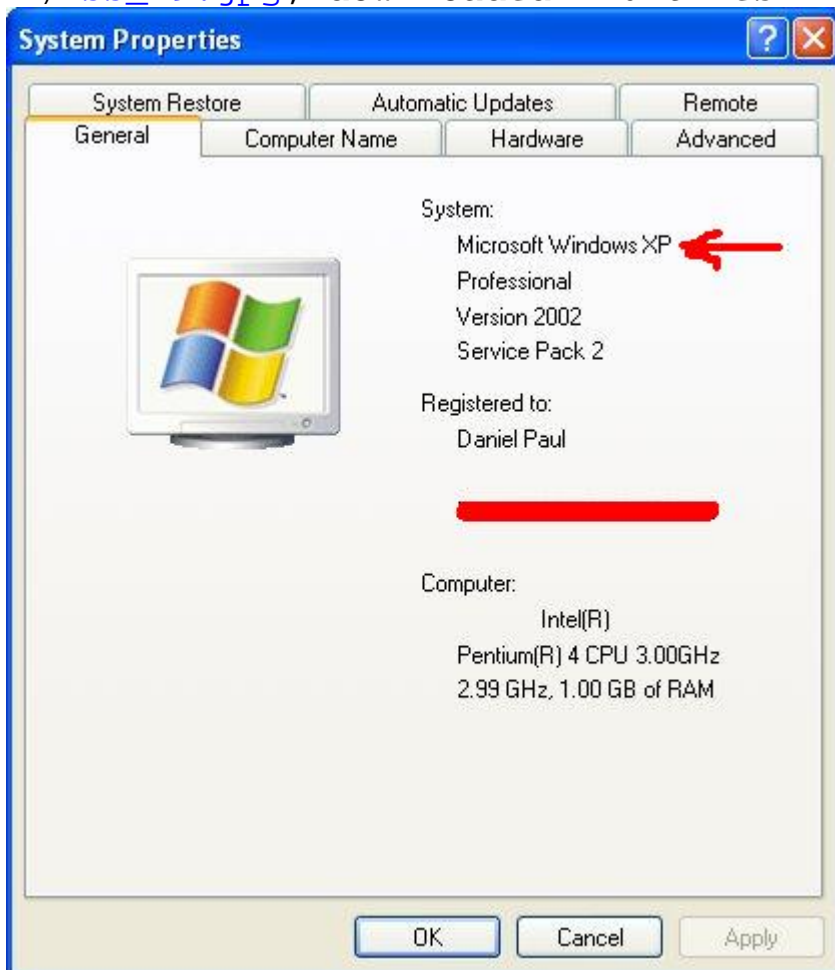 System Properties
System Restore Automatic Updates Remote
General Computer Name Hardware Advanced
System:
Microsoft Windows XP
Professional
Version 2002
Service Pack 2
Registered to:
Daniel Paul
Computer:
Intel(R)
Pentium(R) 4 CPU 3.00GHz
2.99 GHz, 1.00 GB of RAM
OK Cancel Apply